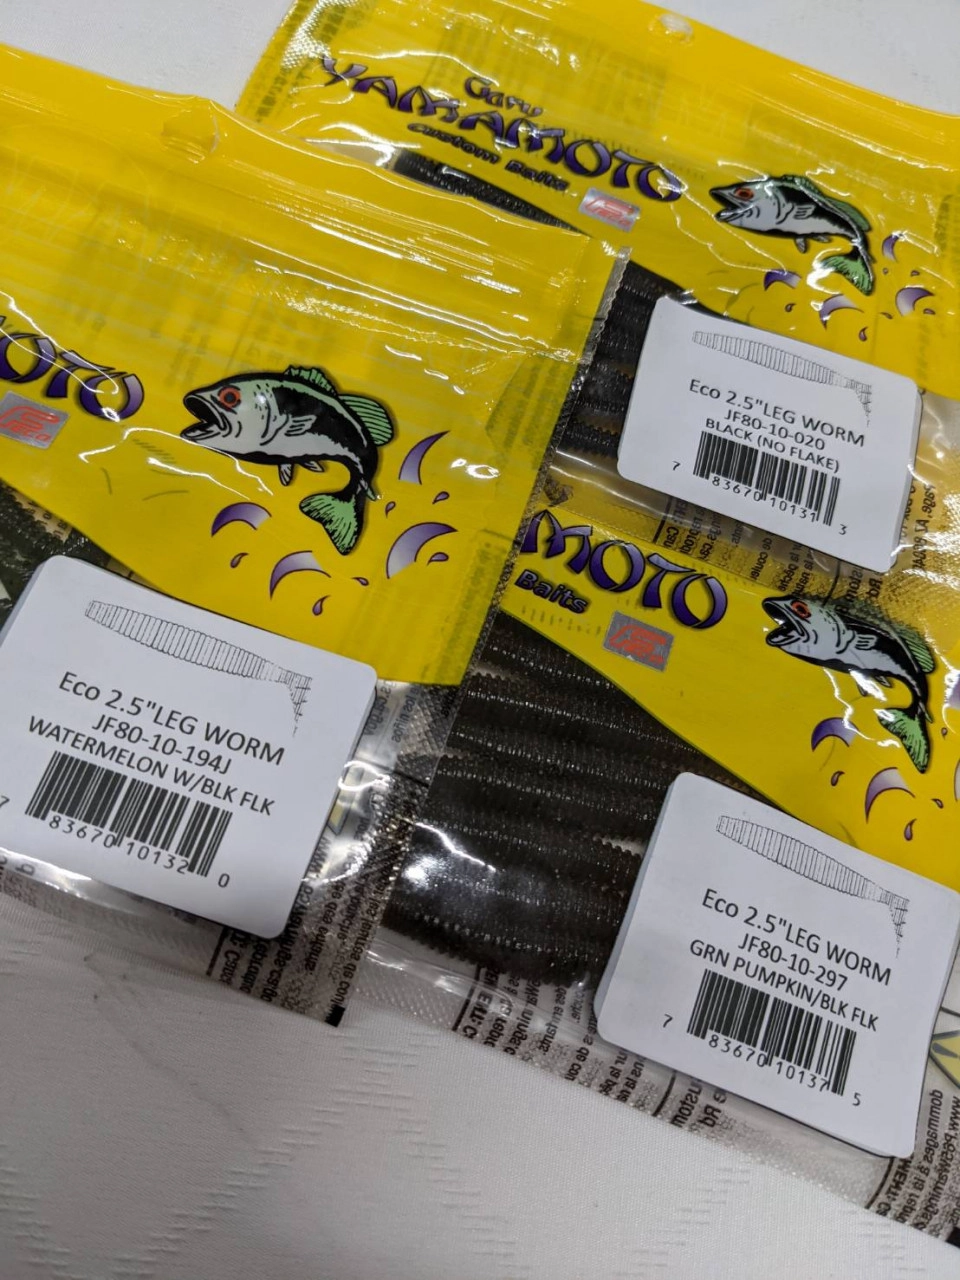 Gary
YAMAMOTO
Custom Baits
Eco 2.5"LEG WORM
JF80-10-020
BLACK (NO FLAKE)
7 83670 10131 3
MOTO
Eco 2.5"LEG WORM
JF80-10-194J
WATERMELON W/BLK FLK
7 83670 10132 0
MOTO
Baits
Eco 2.5"LEG WORM
JF80-10-297
GRN PUMPKIN/BLK FLK
7 83670 10137 5